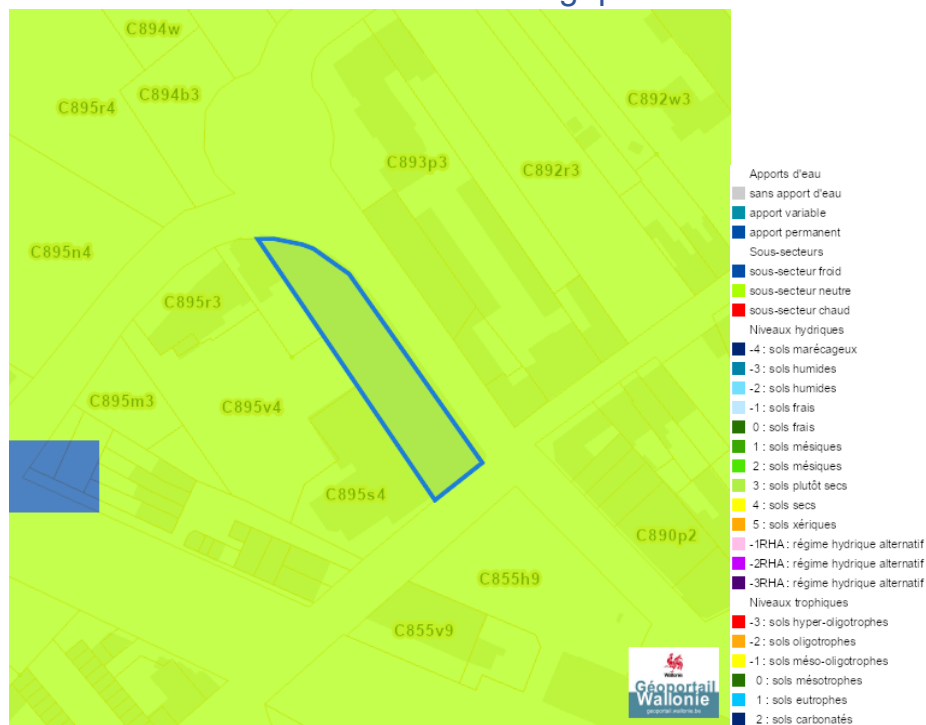 C894w
C894b3
C895r4
C892w3
C893p3
C892r3
C895n4
C895r3
C895m3
C895v4
C895s4
C890p2
C855h9
C855v9
Wallonie
Géoportail
Wallonie
geoportail.wallonie.be
Apports d'eau
sans apport d'eau
apport variable
apport permanent
Sous-secteurs
sous-secteur froid
sous-secteur neutre
sous-secteur chaud
Niveaux hydriques
-4 : sols marécageux
-3 : sols humides
-2 : sols humides
-1 : sols frais
0 : sols frais
1 : sols mésiques
2 : sols mésiques
3 : sols plutôt secs
4 : sols secs
5 : sols xériques
-1RHA : régime hydrique alternatif
-2RHA : régime hydrique alternatif
-3RHA : régime hydrique alternatif
Niveaux trophiques
-3 : sols hyper-oligotrophes
-2 : sols oligotrophes
-1 : sols méso-oligotrophes
0 : sols mésotrophes
1 : sols eutrophes
2 : sols carbonatés